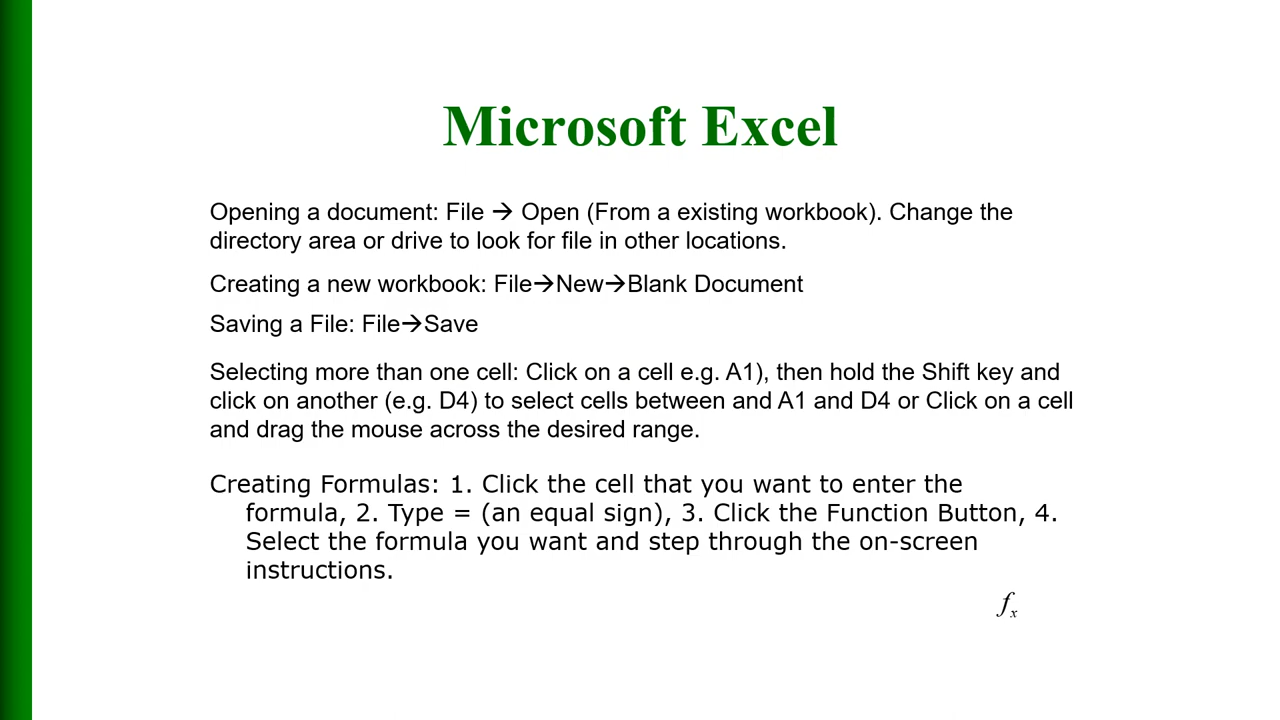 Microsoft Excel
Opening a document: File → Open (From a existing workbook). Change the
directory area or drive to look for file in other locations.
Creating a new workbook: File→New→Blank Document
Saving a File: File→Save
Selecting more than one cell: Click on a cell e.g. A1), then hold the Shift key and
click on another (e.g. D4) to select cells between and A1 and D4 or Click on a cell
and drag the mouse across the desired range.
Creating Formulas: 1. Click the cell that you want to enter the
formula, 2. Type = (an equal sign), 3. Click the Function Button, 4.
Select the formula you want and step through the on-screen
instructions.
fx